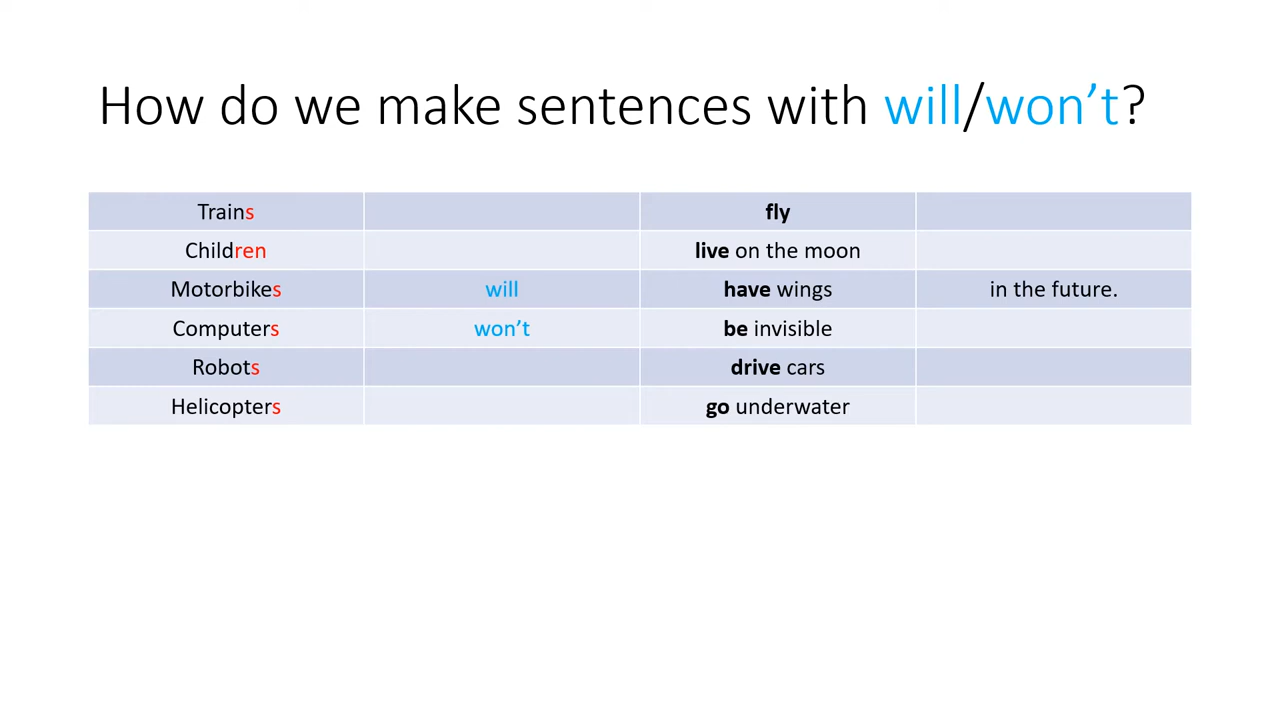 How do we make sentences with will/won’t?
Trains fly
Children live on the moon
Motorbikes will have wings in the future.
Computers won’t be invisible
Robots drive cars
Helicopters go underwater